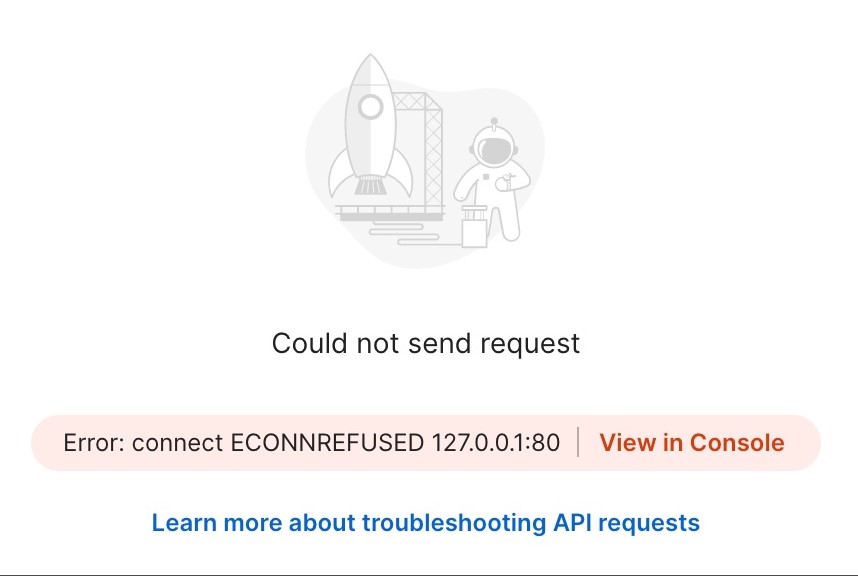 Could not send request
Error: connect ECONNREFUSED 127.0.0.1:80 | View in Console
Learn more about troubleshooting API requests